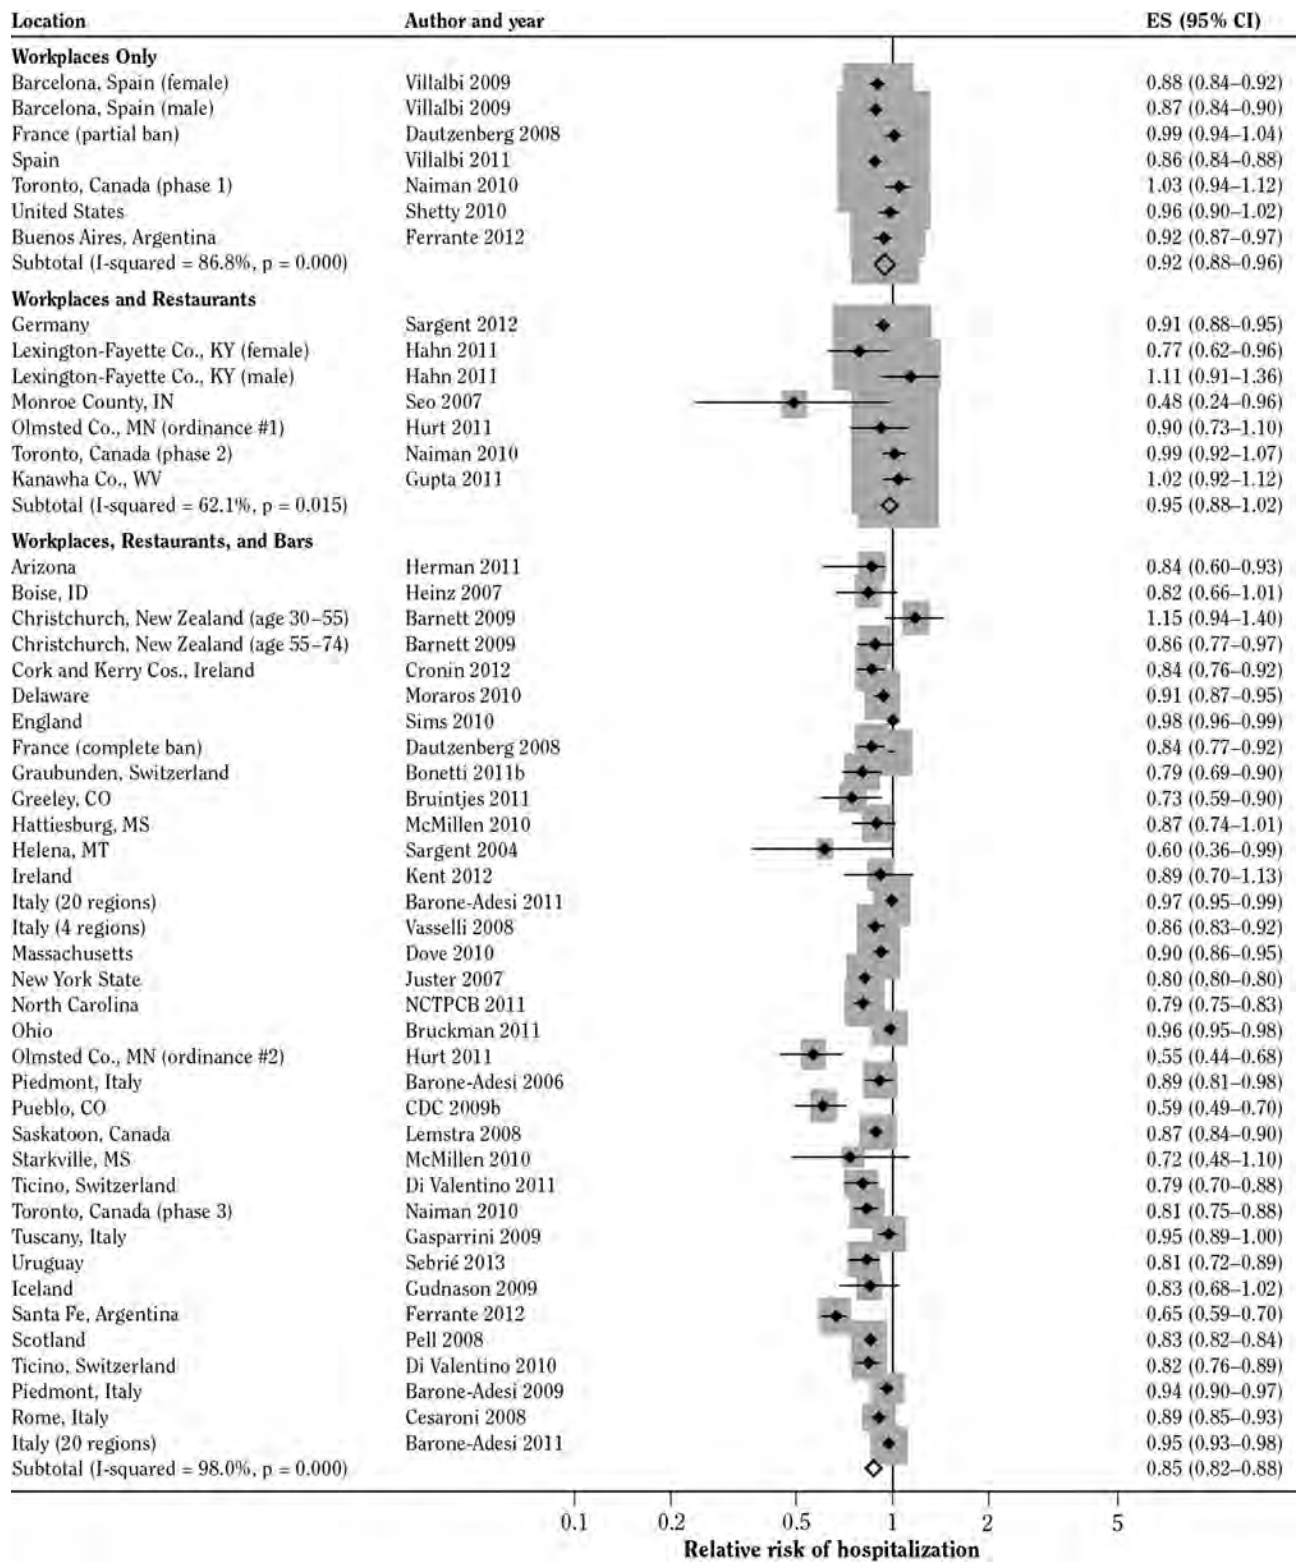 Location Author and year ES (95% CI)
Workplaces Only
Barcelona, Spain (female) Villalbi 2009 0.88 (0.84–0.92)
Barcelona, Spain (male) Villalbi 2009 0.87 (0.84–0.90)
France (partial ban) Dautzenberg 2008 0.99 (0.94–1.04)
Spain Villalbi 2011 0.86 (0.84–0.88)
Toronto, Canada (phase 1) Naiman 2010 1.03 (0.94–1.12)
United States Shetty 2010 0.96 (0.90–1.02)
Buenos Aires, Argentina Ferrante 2012 0.92 (0.87–0.97)
Subtotal (I-squared = 86.8%, p = 0.000) 0.92 (0.88–0.96)
Workplaces and Restaurants
Germany Sargent 2012 0.91 (0.88–0.95)
Lexington-Fayette Co., KY (female) Hahn 2011 0.77 (0.62–0.96)
Lexington-Fayette Co., KY (male) Hahn 2011 1.11 (0.91–1.36)
Monroe County, IN Seo 2007 0.48 (0.24–0.96)
Olmsted Co., MN (ordinance #1) Hurt 2011 0.90 (0.73–1.10)
Toronto, Canada (phase 2) Naiman 2010 0.99 (0.92–1.07)
Kanawha Co., WV Gupta 2011 1.02 (0.92–1.12)
Subtotal (I-squared = 62.1%, p = 0.015) 0.95 (0.88–1.02)
Workplaces, Restaurants, and Bars
Arizona Herman 2011 0.84 (0.60–0.93)
Boise, ID Heinz 2007 0.82 (0.66–1.01)
Christchurch, New Zealand (age 30–55) Barnett 2009 1.15 (0.94–1.40)
Christchurch, New Zealand (age 55–74) Barnett 2009 0.86 (0.77–0.97)
Cork and Kerry Cos., Ireland Cronin 2012 0.84 (0.76–0.92)
Delaware Moraros 2010 0.91 (0.87–0.95)
England Sims 2010 0.98 (0.96–0.99)
France (complete ban) Dautzenberg 2008 0.84 (0.77–0.92)
Graubunden, Switzerland Bonetti 2011b 0.79 (0.69–0.90)
Greeley, CO Bruintjes 2011 0.73 (0.59–0.90)
Hattiesburg, MS McMillen 2010 0.87 (0.74–1.01)
Helena, MT Sargent 2004 0.60 (0.36–0.99)
Ireland Kent 2012 0.89 (0.70–1.13)
Italy (20 regions) Barone-Adesi 2011 0.97 (0.95–0.99)
Italy (4 regions) Vasselli 2008 0.86 (0.83–0.92)
Massachusetts Dove 2010 0.90 (0.86–0.95)
New York State Juster 2007 0.80 (0.80–0.80)
North Carolina NCTPCB 2011 0.79 (0.75–0.83)
Ohio Bruckman 2011 0.96 (0.95–0.98)
Olmsted Co., MN (ordinance #2) Hurt 2011 0.55 (0.44–0.68)
Piedmont, Italy Barone-Adesi 2006 0.89 (0.81–0.98)
Pueblo, CO CDC 2009b 0.59 (0.49–0.70)
Saskatoon, Canada Lemstra 2008 0.87 (0.84–0.90)
Starkville, MS McMillen 2010 0.72 (0.48–1.10)
Ticino, Switzerland Di Valentino 2011 0.79 (0.70–0.88)
Toronto, Canada (phase 3) Naiman 2010 0.81 (0.75–0.88)
Tuscany, Italy Gasparrini 2009 0.95 (0.89–1.00)
Uruguay Sebrié 2013 0.81 (0.72–0.89)
Iceland Gudnason 2009 0.83 (0.68–1.02)
Santa Fe, Argentina Ferrante 2012 0.65 (0.59–0.70)
Scotland Pell 2008 0.83 (0.82–0.84)
Ticino, Switzerland Di Valentino 2010 0.82 (0.76–0.89)
Piedmont, Italy Barone-Adesi 2009 0.94 (0.90–0.97)
Rome, Italy Cesaroni 2008 0.89 (0.85–0.93)
Italy (20 regions) Barone-Adesi 2011 0.95 (0.93–0.98)
Subtotal (I-squared = 98.0%, p = 0.000) 0.85 (0.82–0.88)
0.1 0.2 0.5 1 2 5
Relative risk of hospitalization